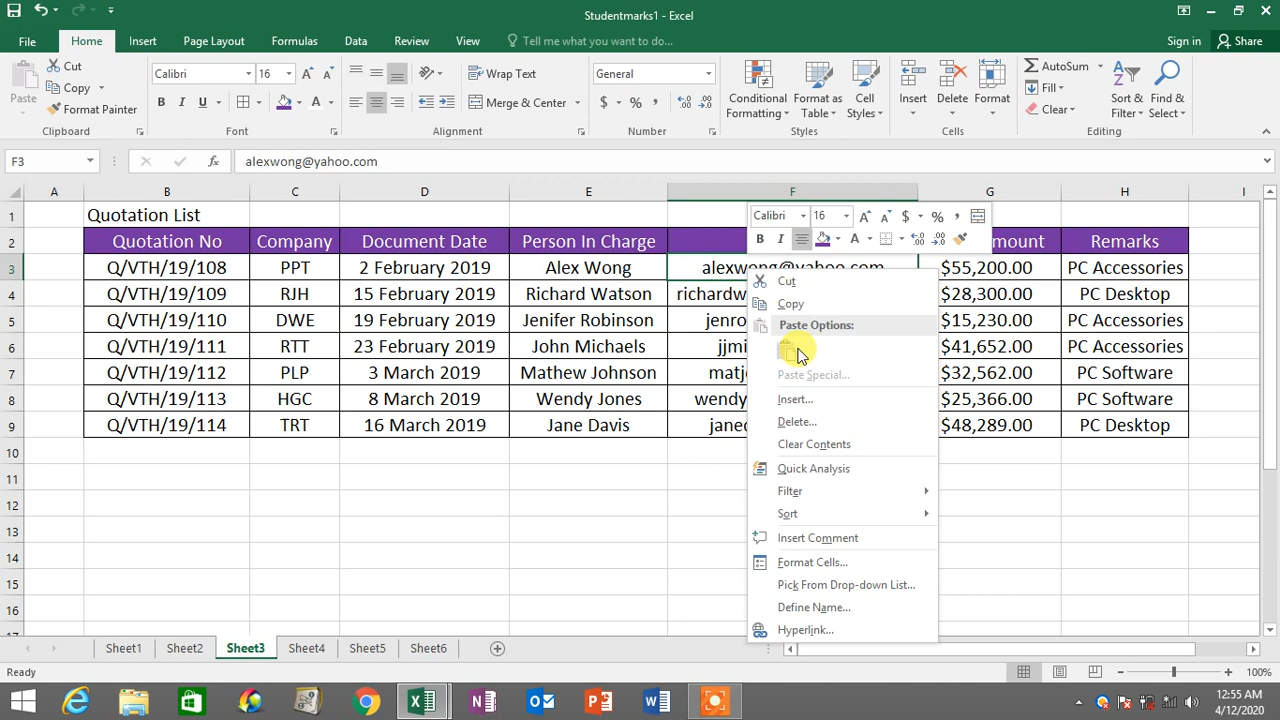 Studentmarks1 - Excel
File Home Insert Page Layout Formulas Data Review View Tell me what you want to do... Sign in Share
Paste Cut Copy Format Painter Clipboard
Calibri 16 Font
Wrap Text Merge & Center Alignment
General $ % , Number
Conditional Formatting Format as Table Cell Styles Styles
Insert Delete Format Cells
AutoSum Fill Clear Sort & Filter Find & Select Editing
F3 fx alexwong@yahoo.com
A B C D E F G H I
1 Quotation List
2 Quotation No Company Document Date Person In Charge Remarks
3 Q/VTH/19/108 PPT 2 February 2019 Alex Wong alexwong@yahoo.com $55,200.00 PC Accessories
4 Q/VTH/19/109 RJH 15 February 2019 Richard Watson $28,300.00 PC Desktop
5 Q/VTH/19/110 DWE 19 February 2019 Jenifer Robinson $15,230.00 PC Accessories
6 Q/VTH/19/111 RTT 23 February 2019 John Michaels $41,652.00 PC Accessories
7 Q/VTH/19/112 PLP 3 March 2019 Mathew Johnson $32,562.00 PC Software
8 Q/VTH/19/113 HGC 8 March 2019 Wendy Jones $25,366.00 PC Software
9 Q/VTH/19/114 TRT 16 March 2019 Jane Davis $48,289.00 PC Desktop
10
11
12
13
14
15
16
Calibri 16 $ % ,
B I A
Cut
Copy
Paste Options:
Paste Special...
Insert...
Delete...
Clear Contents
Quick Analysis
Filter
Sort
Insert Comment
Format Cells...
Pick From Drop-down List...
Define Name...
Hyperlink...
Sheet1 Sheet2 Sheet3 Sheet4 Sheet5 Sheet6
Ready 100%
12:55 AM
4/12/2020